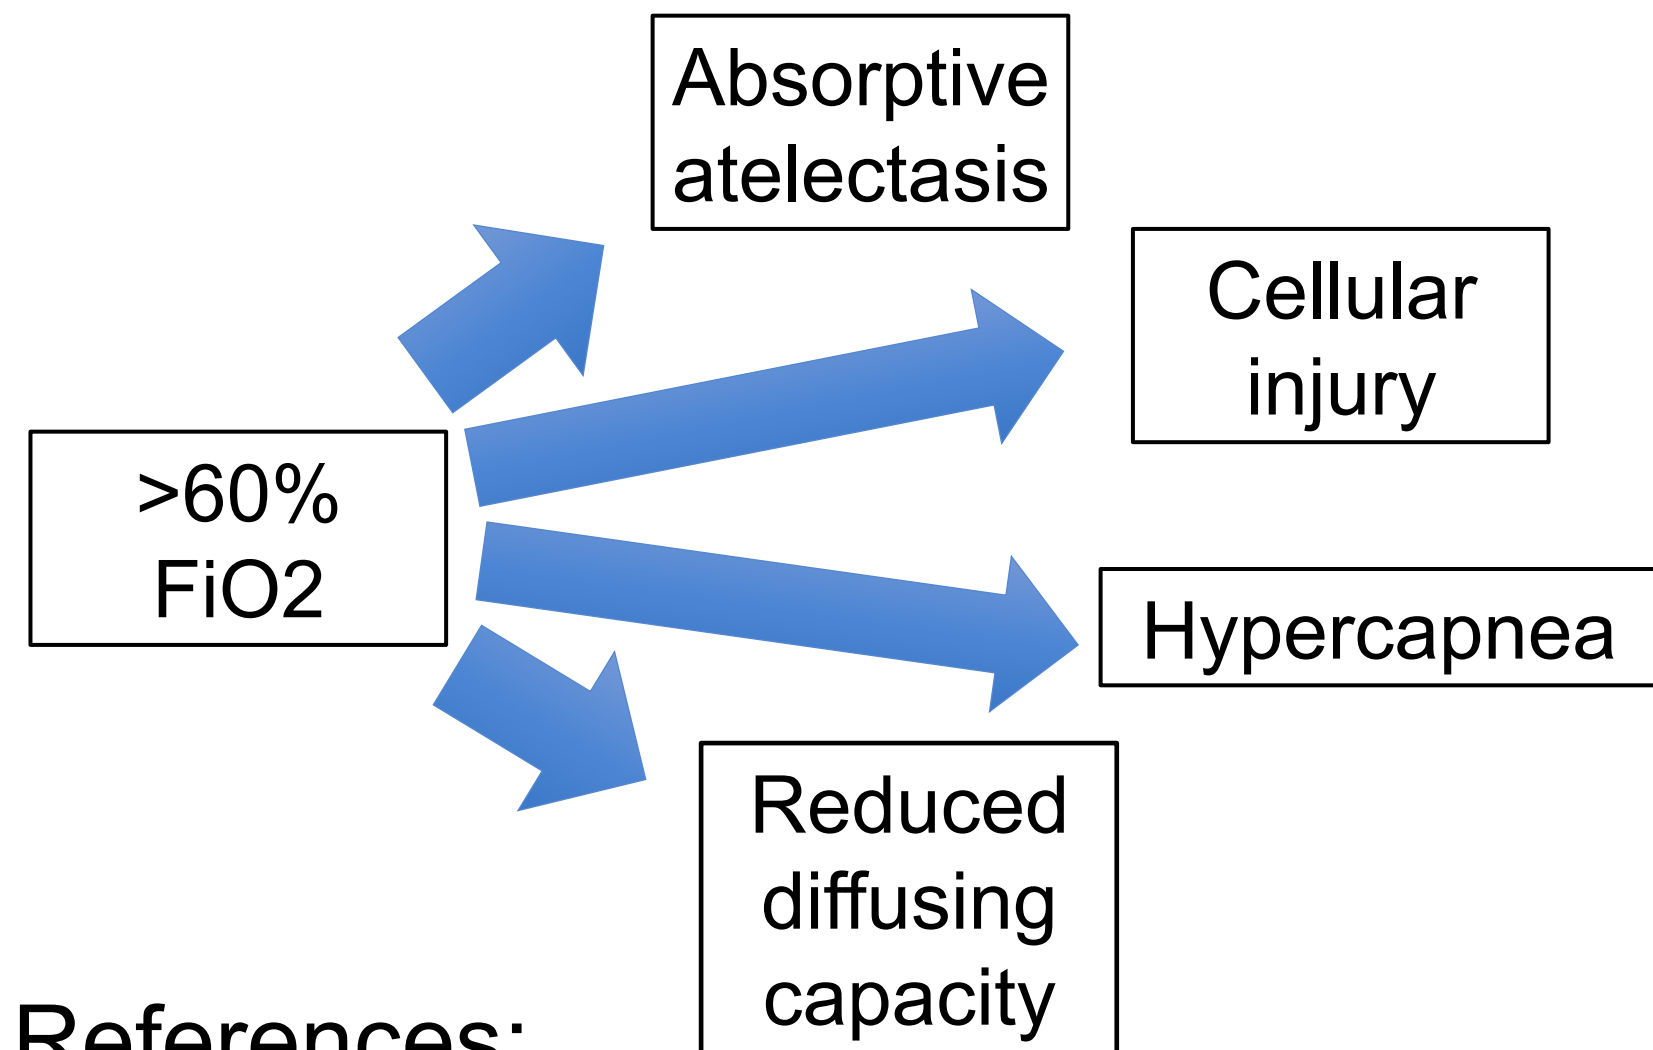 Absorptive
atelectasis
Cellular
injury
>60%
FiO2
Hypercapnea
Reduced
diffusing
capacity
References: